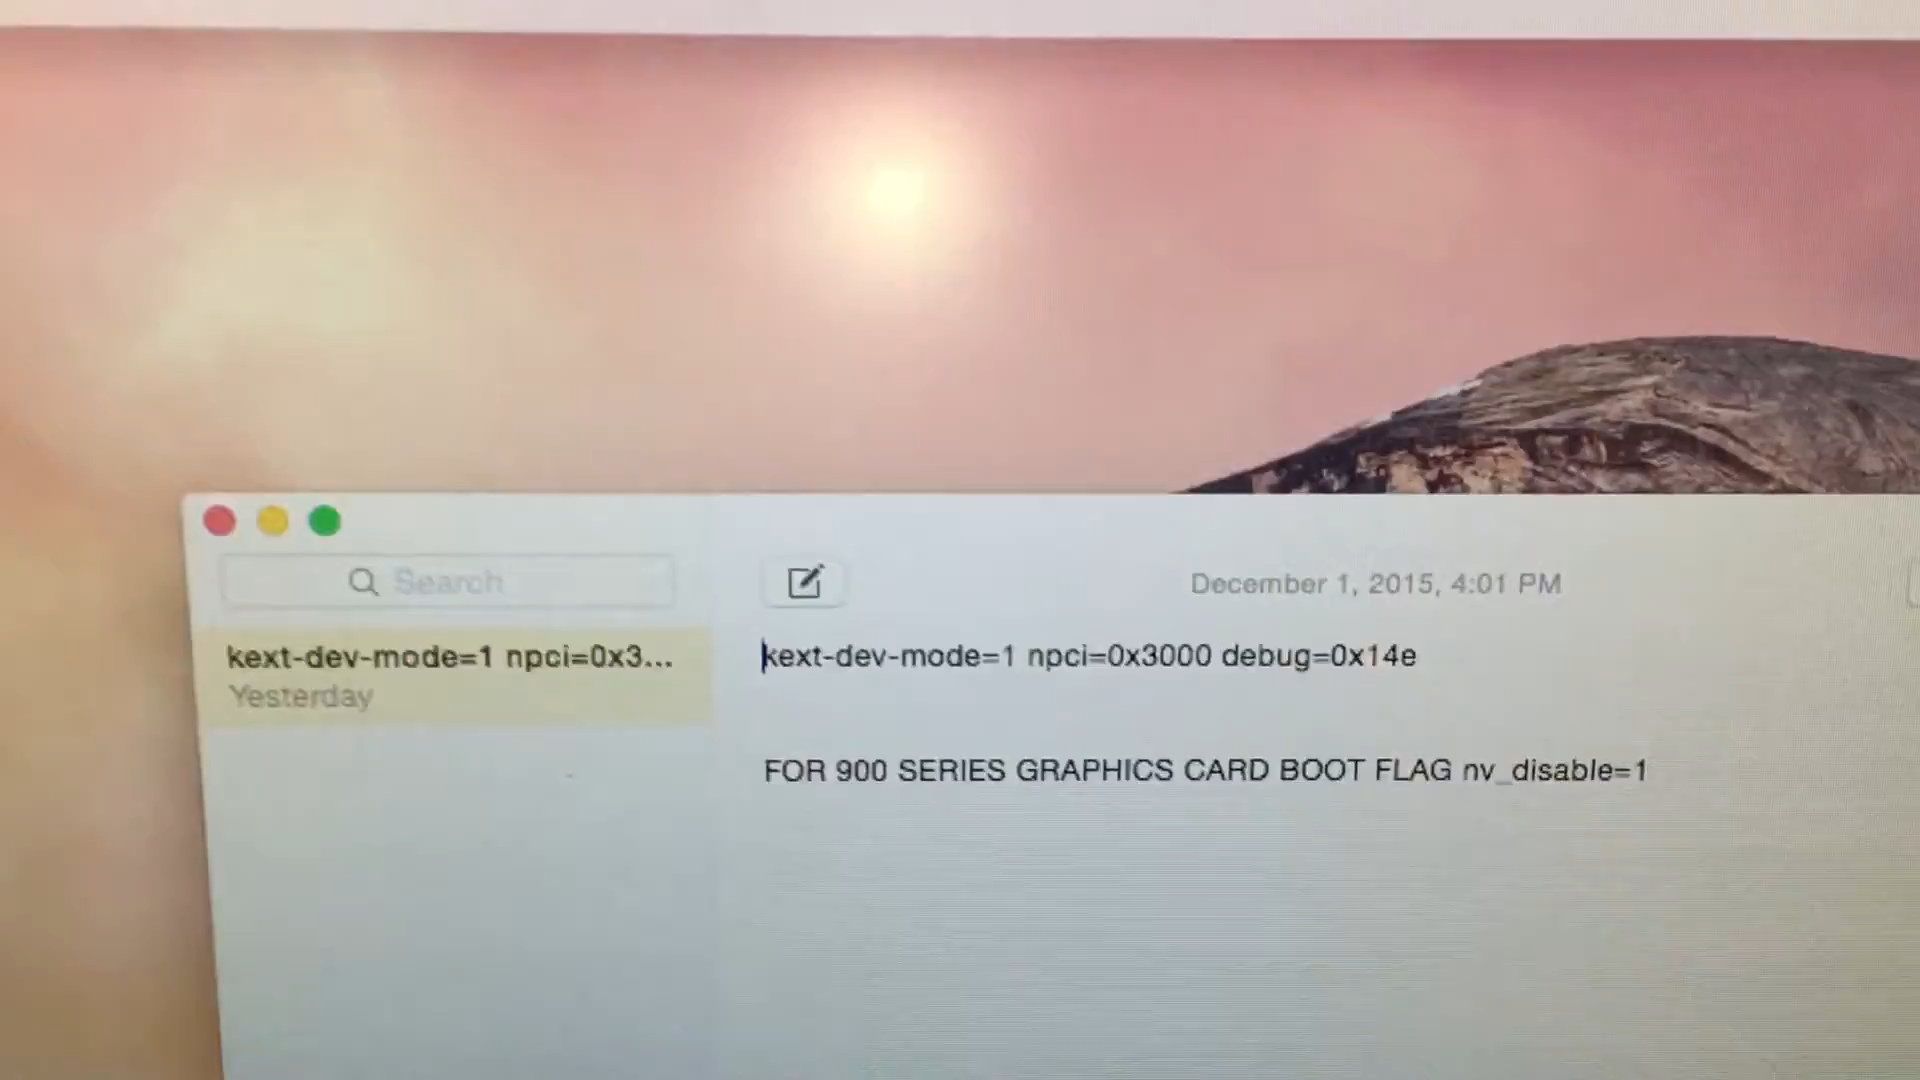 Search
December 1, 2015, 4:01 PM
kext-dev-mode=1 npci=0x3...
Yesterday
kext-dev-mode=1 npci=0x3000 debug=0x14e
FOR 900 SERIES GRAPHICS CARD BOOT FLAG nv_disable=1